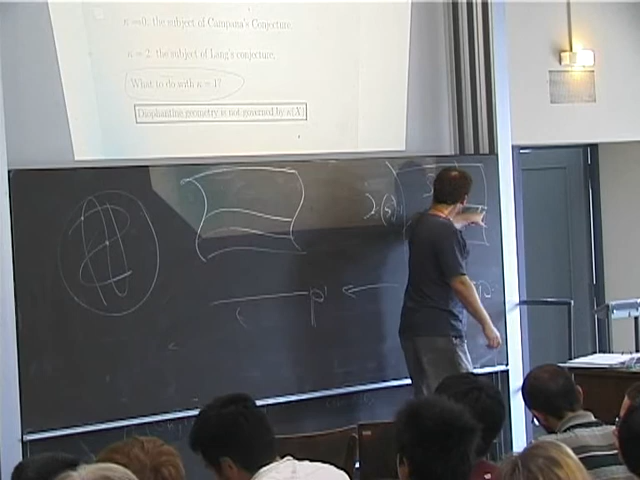 κ=0: the subject of Campana's Conjecture.
κ = 2: the subject of Lang's conjecture.
What to do with κ = 1?
Diophantine geometry is not governed by κ(X)
P¹